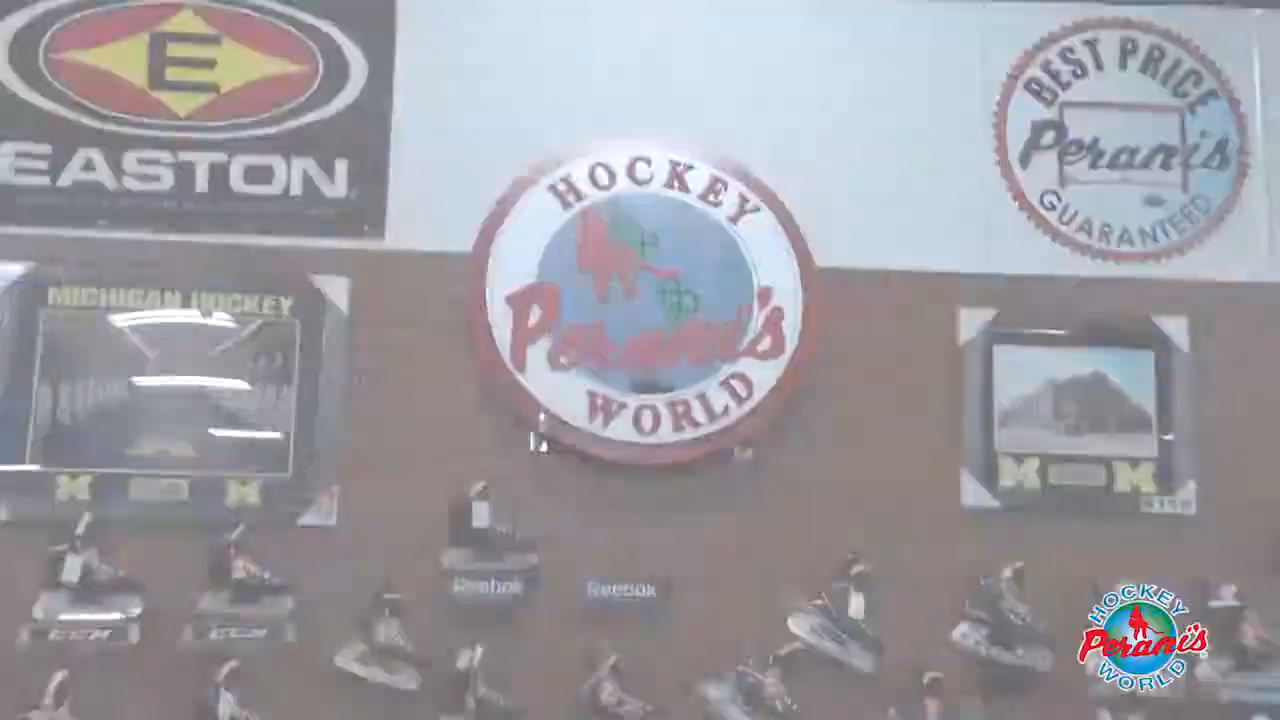 E
EASTON
HOCKEY
Perani's
WORLD
BEST PRICE
Perani's
GUARANTEED
MICHIGAN HOCKEY
M M
M M
Reebok
Reebok
CCM
CCM
HOCKEY
Perani's
WORLD